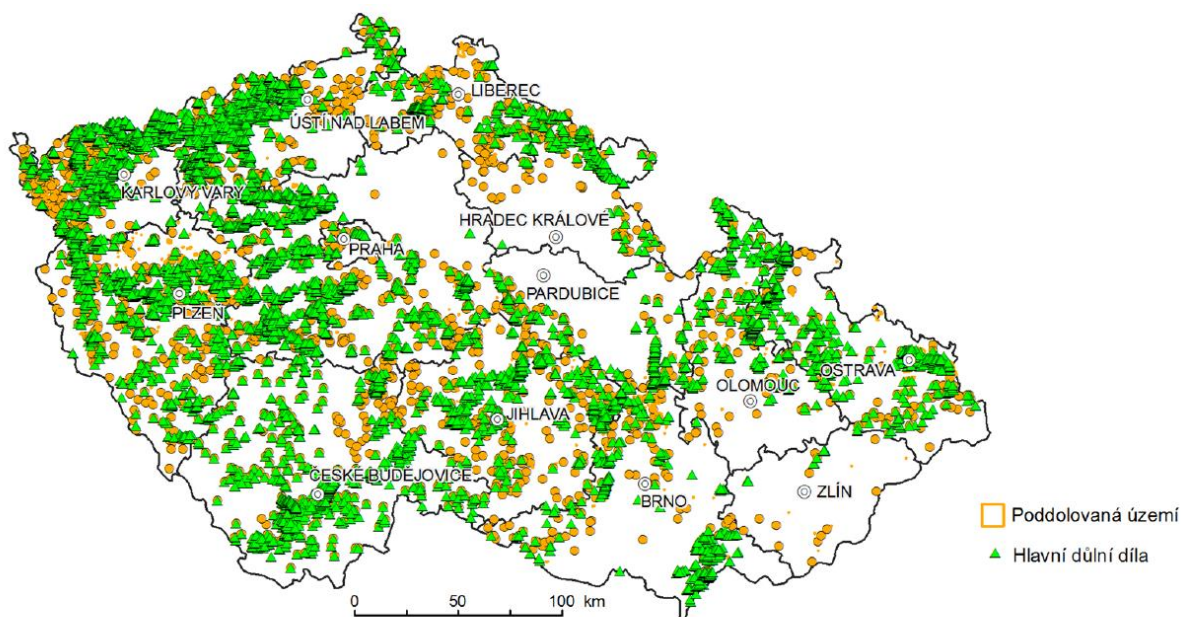 LIBEREC
ÚSTÍ NAD LABEM
KARLOVY VARY
HRADEC KRÁLOVÉ
PRAHA
PARDUBICE
PLZEŇ
OSTRAVA
OLOMOUC
JIHLAVA
ČESKÉ BUDĚJOVICE
BRNO
ZLÍN
Poddolovaná území
Hlavní důlní díla
0 50 100 km